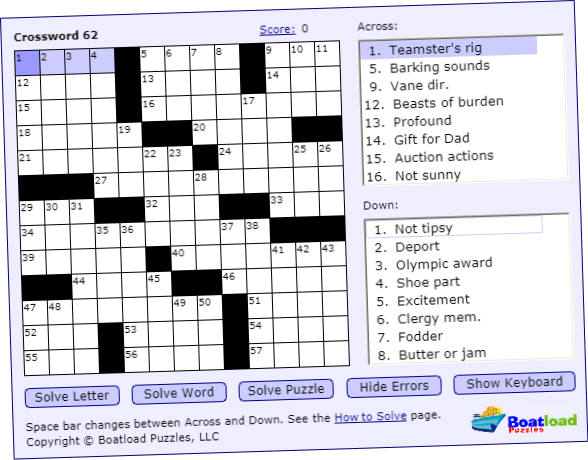 Crossword 62
Score: 0
1 2 3 4 5 6 7 8 9 10 11
12 13 14
15 16 17
18 19 20
21 22 23 24 25 26
27 28
29 30 31 32 33
34 35 36 37 38
39 40 41 42 43
44 45 46
47 48 49 50 51
52 53 54
55 56 57
Across:
1. Teamster's rig
5. Barking sounds
9. Vane dir.
12. Beasts of burden
13. Profound
14. Gift for Dad
15. Auction actions
16. Not sunny
Down:
1. Not tipsy
2. Deport
3. Olympic award
4. Shoe part
5. Excitement
6. Clergy mem.
7. Fodder
8. Butter or jam
Solve Letter Solve Word Solve Puzzle Hide Errors Show Keyboard
Space bar changes between Across and Down. See the How to Solve page.
Copyright © Boatload Puzzles, LLC
Boatload
Puzzles